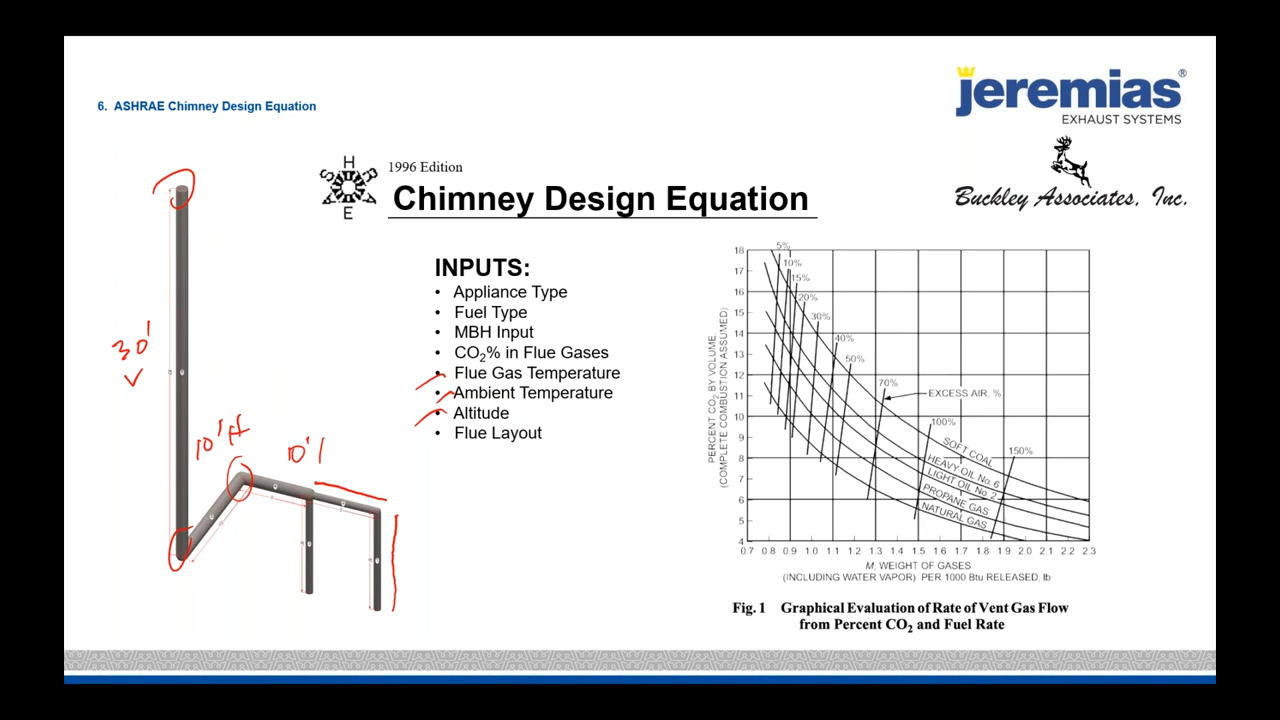 6. ASHRAE Chimney Design Equation
jeremias®
EXHAUST SYSTEMS
Buckley Associates, Inc.
1996 Edition
Chimney Design Equation
INPUTS:
• Appliance Type
• Fuel Type
• MBH Input
• CO2% in Flue Gases
• Flue Gas Temperature
• Ambient Temperature
• Altitude
• Flue Layout
30'
V
10' H
10'
PERCENT CO2 BY VOLUME
(COMPLETE COMBUSTION ASSUMED)
18
17
16
15
14
13
12
11
10
9
8
7
6
5
4
5%
10%
15%
20%
30%
40%
50%
70%
EXCESS AIR, %
100%
150%
SOFT COAL
HEAVY OIL No. 6
LIGHT OIL No. 2
PROPANE GAS
NATURAL GAS
0.7 0.8 0.9 1.0 1.1 1.2 1.3 1.4 1.5 1.6 1.7 1.8 1.9 2.0 2.1 2.2 2.3
M, WEIGHT OF GASES
(INCLUDING WATER VAPOR) PER 1000 Btu RELEASED, lb
Fig. 1 Graphical Evaluation of Rate of Vent Gas Flow
from Percent CO2 and Fuel Rate